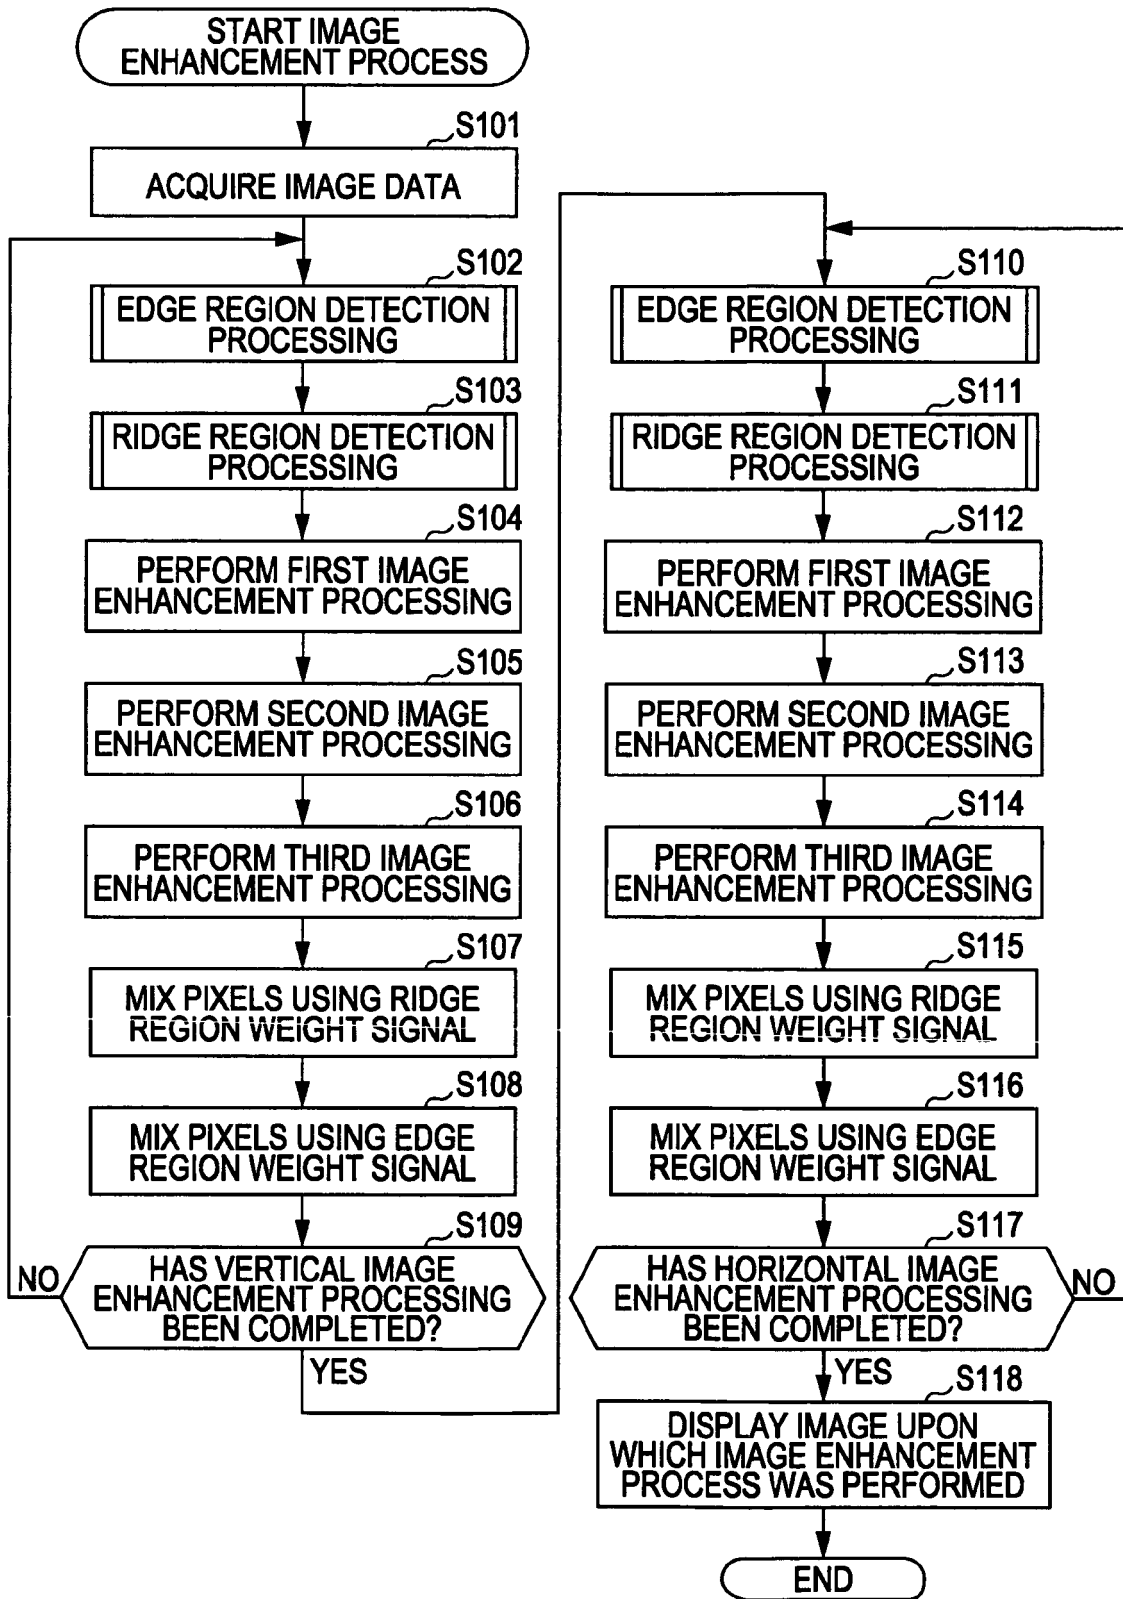 START IMAGE
ENHANCEMENT PROCESS
S101
ACQUIRE IMAGE DATA
S102
EDGE REGION DETECTION
PROCESSING
S103
RIDGE REGION DETECTION
PROCESSING
S104
PERFORM FIRST IMAGE
ENHANCEMENT PROCESSING
S105
PERFORM SECOND IMAGE
ENHANCEMENT PROCESSING
S106
PERFORM THIRD IMAGE
ENHANCEMENT PROCESSING
S107
MIX PIXELS USING RIDGE
REGION WEIGHT SIGNAL
S108
MIX PIXELS USING EDGE
REGION WEIGHT SIGNAL
S109
HAS VERTICAL IMAGE
ENHANCEMENT PROCESSING
BEEN COMPLETED?
NO
YES
S110
EDGE REGION DETECTION
PROCESSING
S111
RIDGE REGION DETECTION
PROCESSING
S112
PERFORM FIRST IMAGE
ENHANCEMENT PROCESSING
S113
PERFORM SECOND IMAGE
ENHANCEMENT PROCESSING
S114
PERFORM THIRD IMAGE
ENHANCEMENT PROCESSING
S115
MIX PIXELS USING RIDGE
REGION WEIGHT SIGNAL
S116
MIX PIXELS USING EDGE
REGION WEIGHT SIGNAL
S117
HAS HORIZONTAL IMAGE
ENHANCEMENT PROCESSING
BEEN COMPLETED?
NO
YES
S118
DISPLAY IMAGE UPON
WHICH IMAGE ENHANCEMENT
PROCESS WAS PERFORMED
END